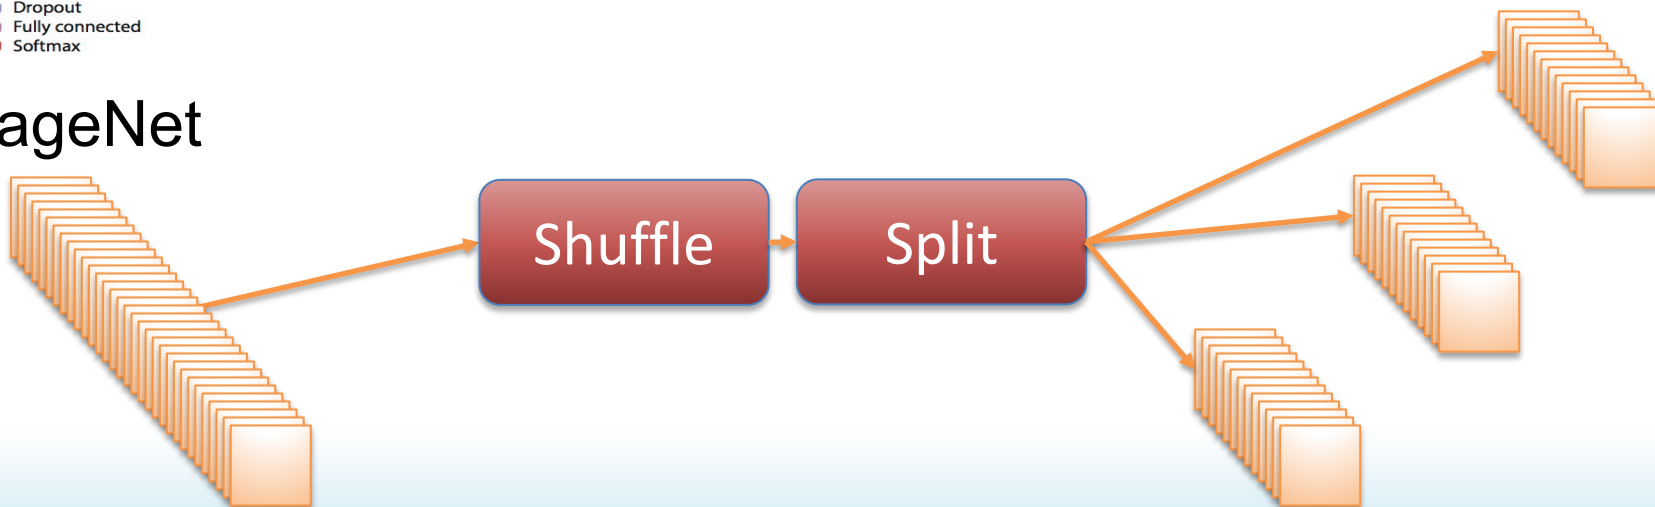 Dropout
Fully connected
Softmax
ageNet
Shuffle
Split